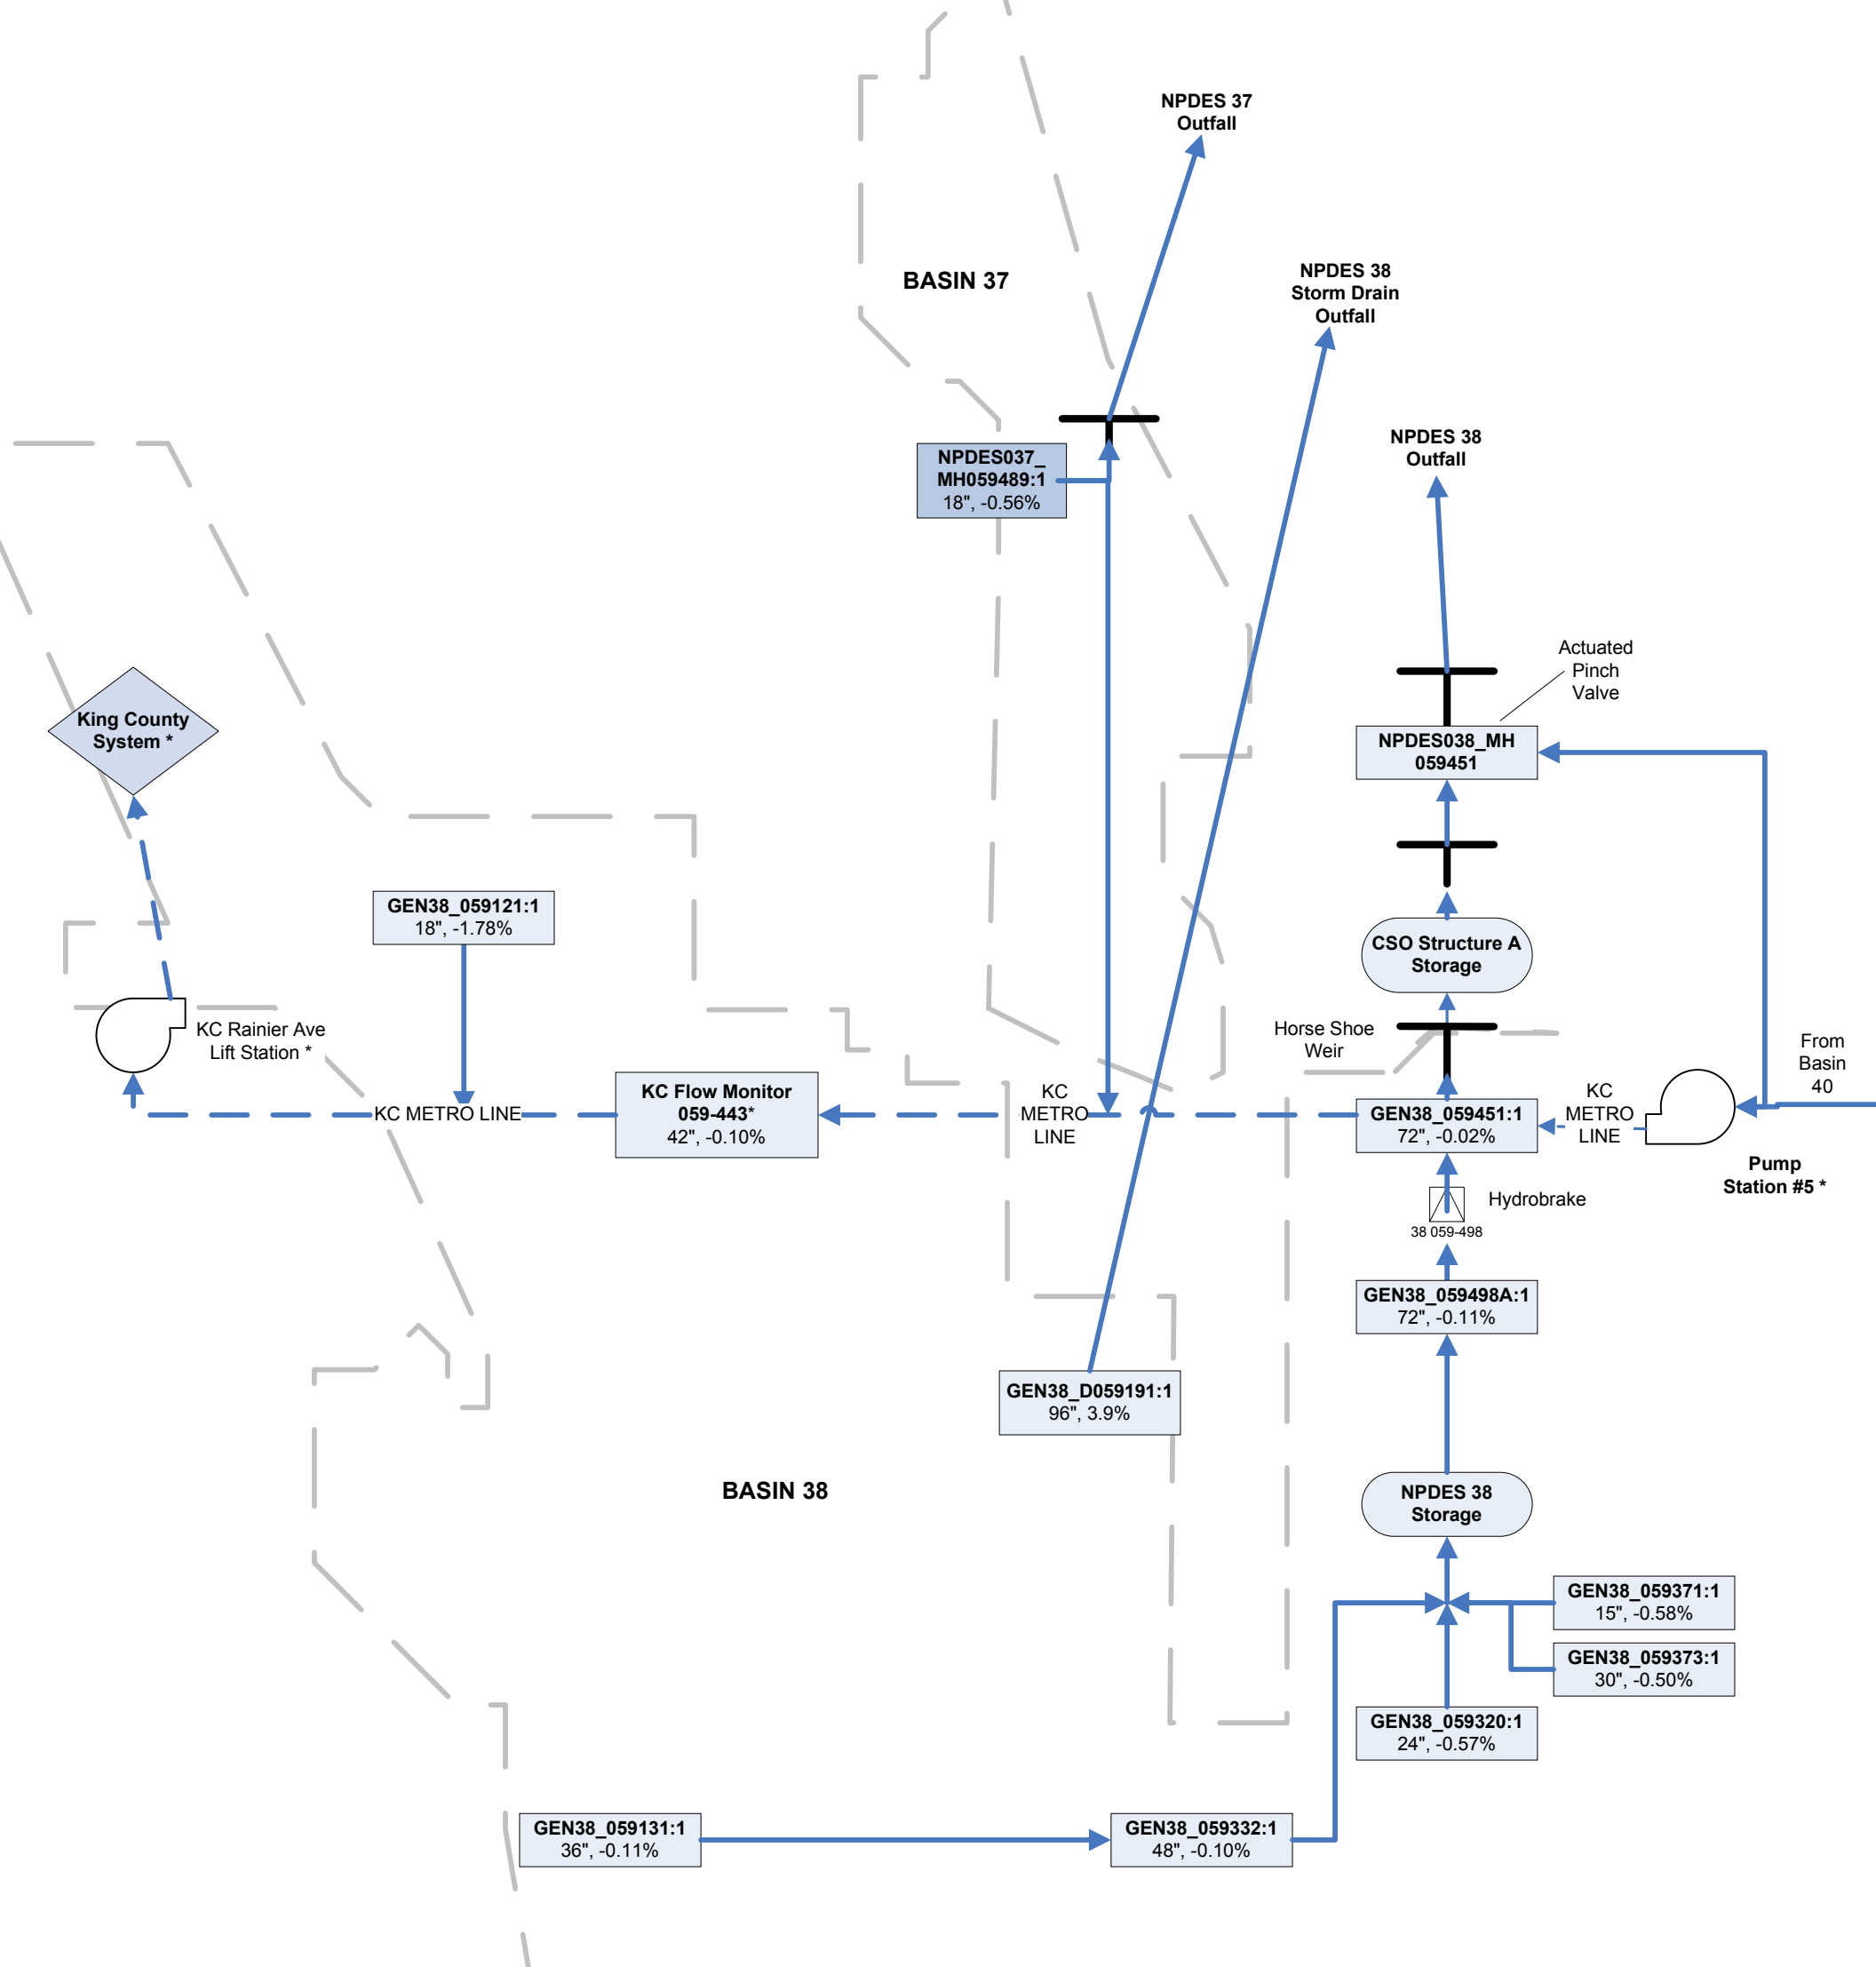 NPDES 37
Outfall
BASIN 37
NPDES 38
Storm Drain
Outfall
NPDES037_
MH059489:1
18", -0.56%
NPDES 38
Outfall
Actuated
Pinch
Valve
King County
System *
NPDES038_MH
059451
GEN38_059121:1
18", -1.78%
CSO Structure A
Storage
KC Rainier Ave
Lift Station *
Horse Shoe
Weir
From
Basin
40
KC METRO LINE
KC Flow Monitor
059-443*
42", -0.10%
KC
METRO
LINE
GEN38_059451:1
72", -0.02%
KC
METRO
LINE
Pump
Station #5 *
Hydrobrake
38 059-498
GEN38_059498A:1
72", -0.11%
GEN38_D059191:1
96", 3.9%
BASIN 38
NPDES 38
Storage
GEN38_059371:1
15", -0.58%
GEN38_059373:1
30", -0.50%
GEN38_059320:1
24", -0.57%
GEN38_059131:1
36", -0.11%
GEN38_059332:1
48", -0.10%